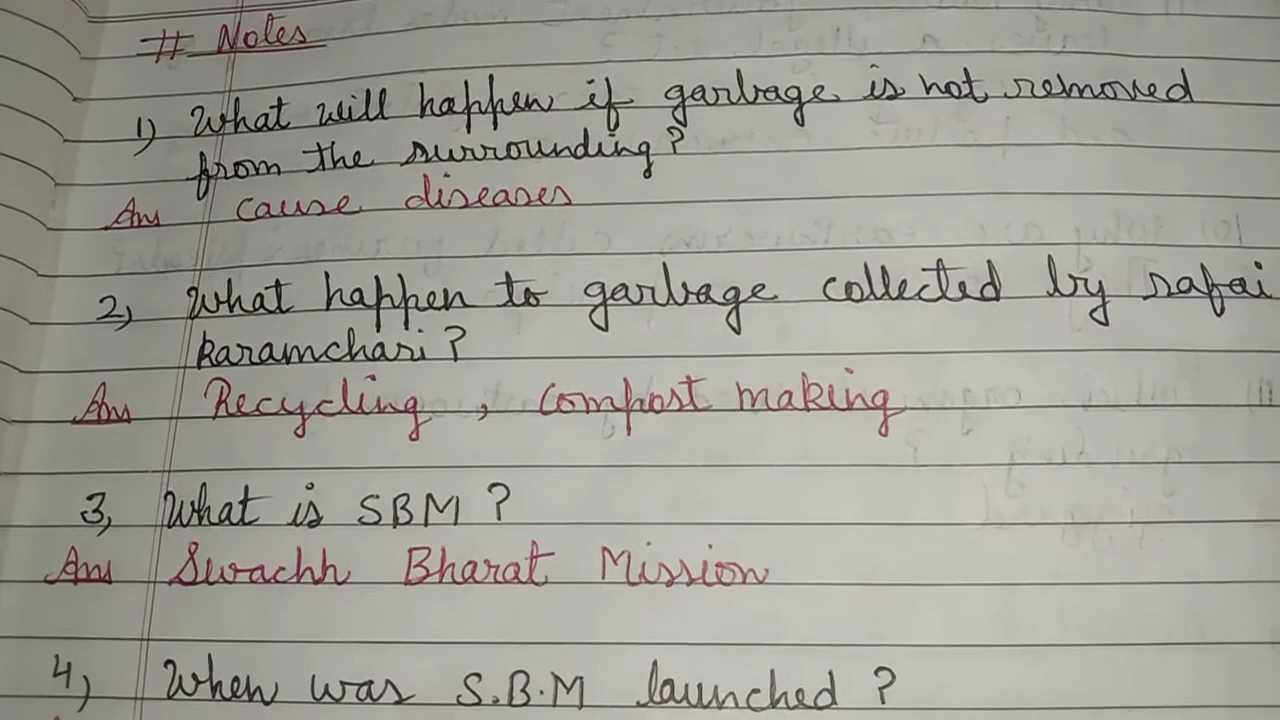 # Notes
1) What will happen if garbage is not removed
from the surrounding?
Ans cause diseases
2, What happen to garbage collected by safai
karamchari?
Ans Recycling, compost making
3, What is SBM?
Ans Swachh Bharat Mission
4) When was S.B.M launched?